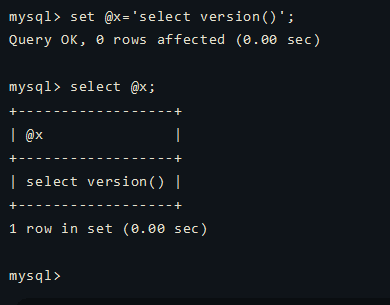 mysql> set @x='select version()';
Query OK, 0 rows affected (0.00 sec)
mysql> select @x;
+------------------+
| @x               |
+------------------+
| select version() |
+------------------+
1 row in set (0.00 sec)
mysql>